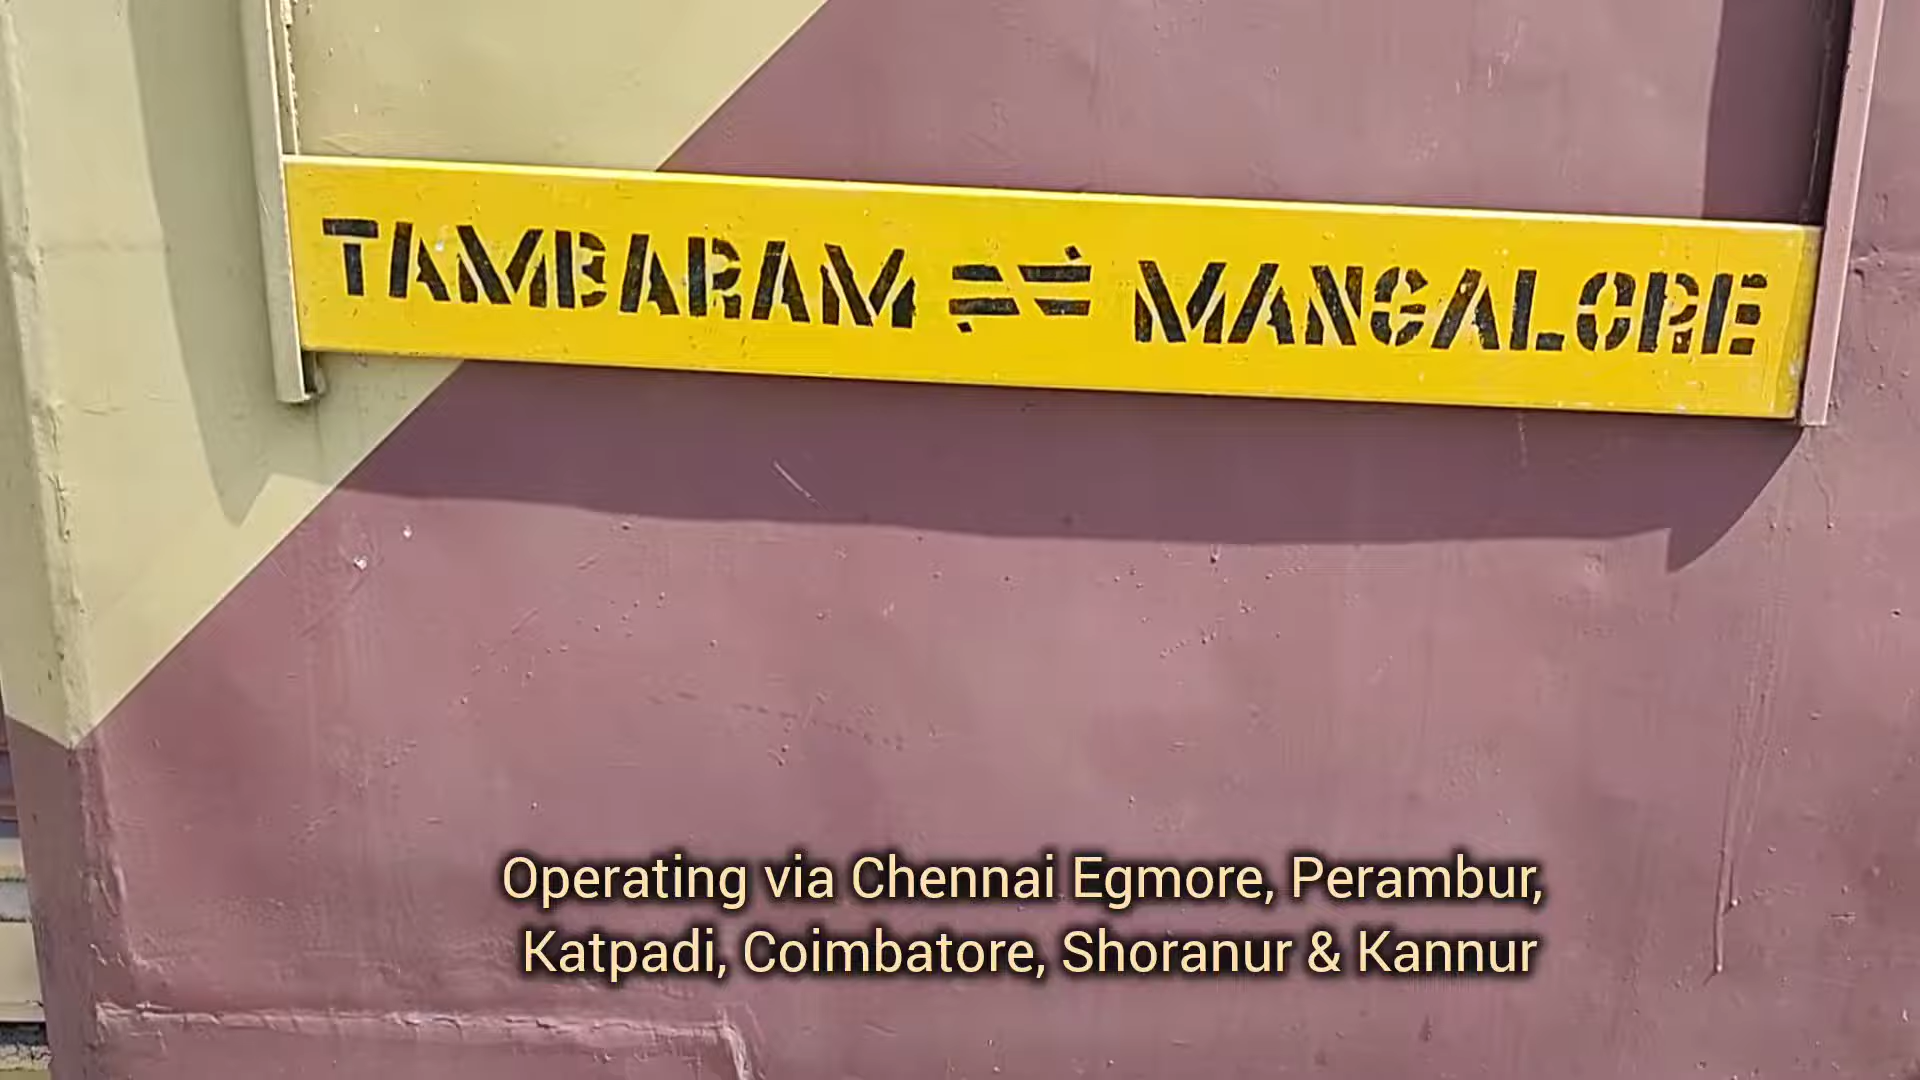 TAMBARAM ⇌ MANGALORE
Operating via Chennai Egmore, Perambur,
Katpadi, Coimbatore, Shoranur & Kannur